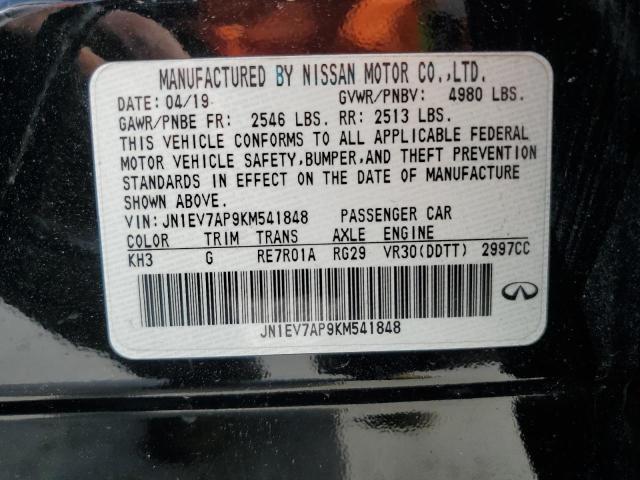 MANUFACTURED BY NISSAN MOTOR CO.,LTD.
DATE: 04/19 GVWR/PNBV: 4980 LBS.
GAWR/PNBE FR: 2546 LBS. RR: 2513 LBS.
THIS VEHICLE CONFORMS TO ALL APPLICABLE FEDERAL
MOTOR VEHICLE SAFETY,BUMPER,AND THEFT PREVENTION
STANDARDS IN EFFECT ON THE DATE OF MANUFACTURE
SHOWN ABOVE.
VIN: JN1EV7AP9KM541848 PASSENGER CAR
COLOR TRIM TRANS AXLE ENGINE
KH3 G RE7R01A RG29 VR30(DDTT) 2997CC
JN1EV7AP9KM541848